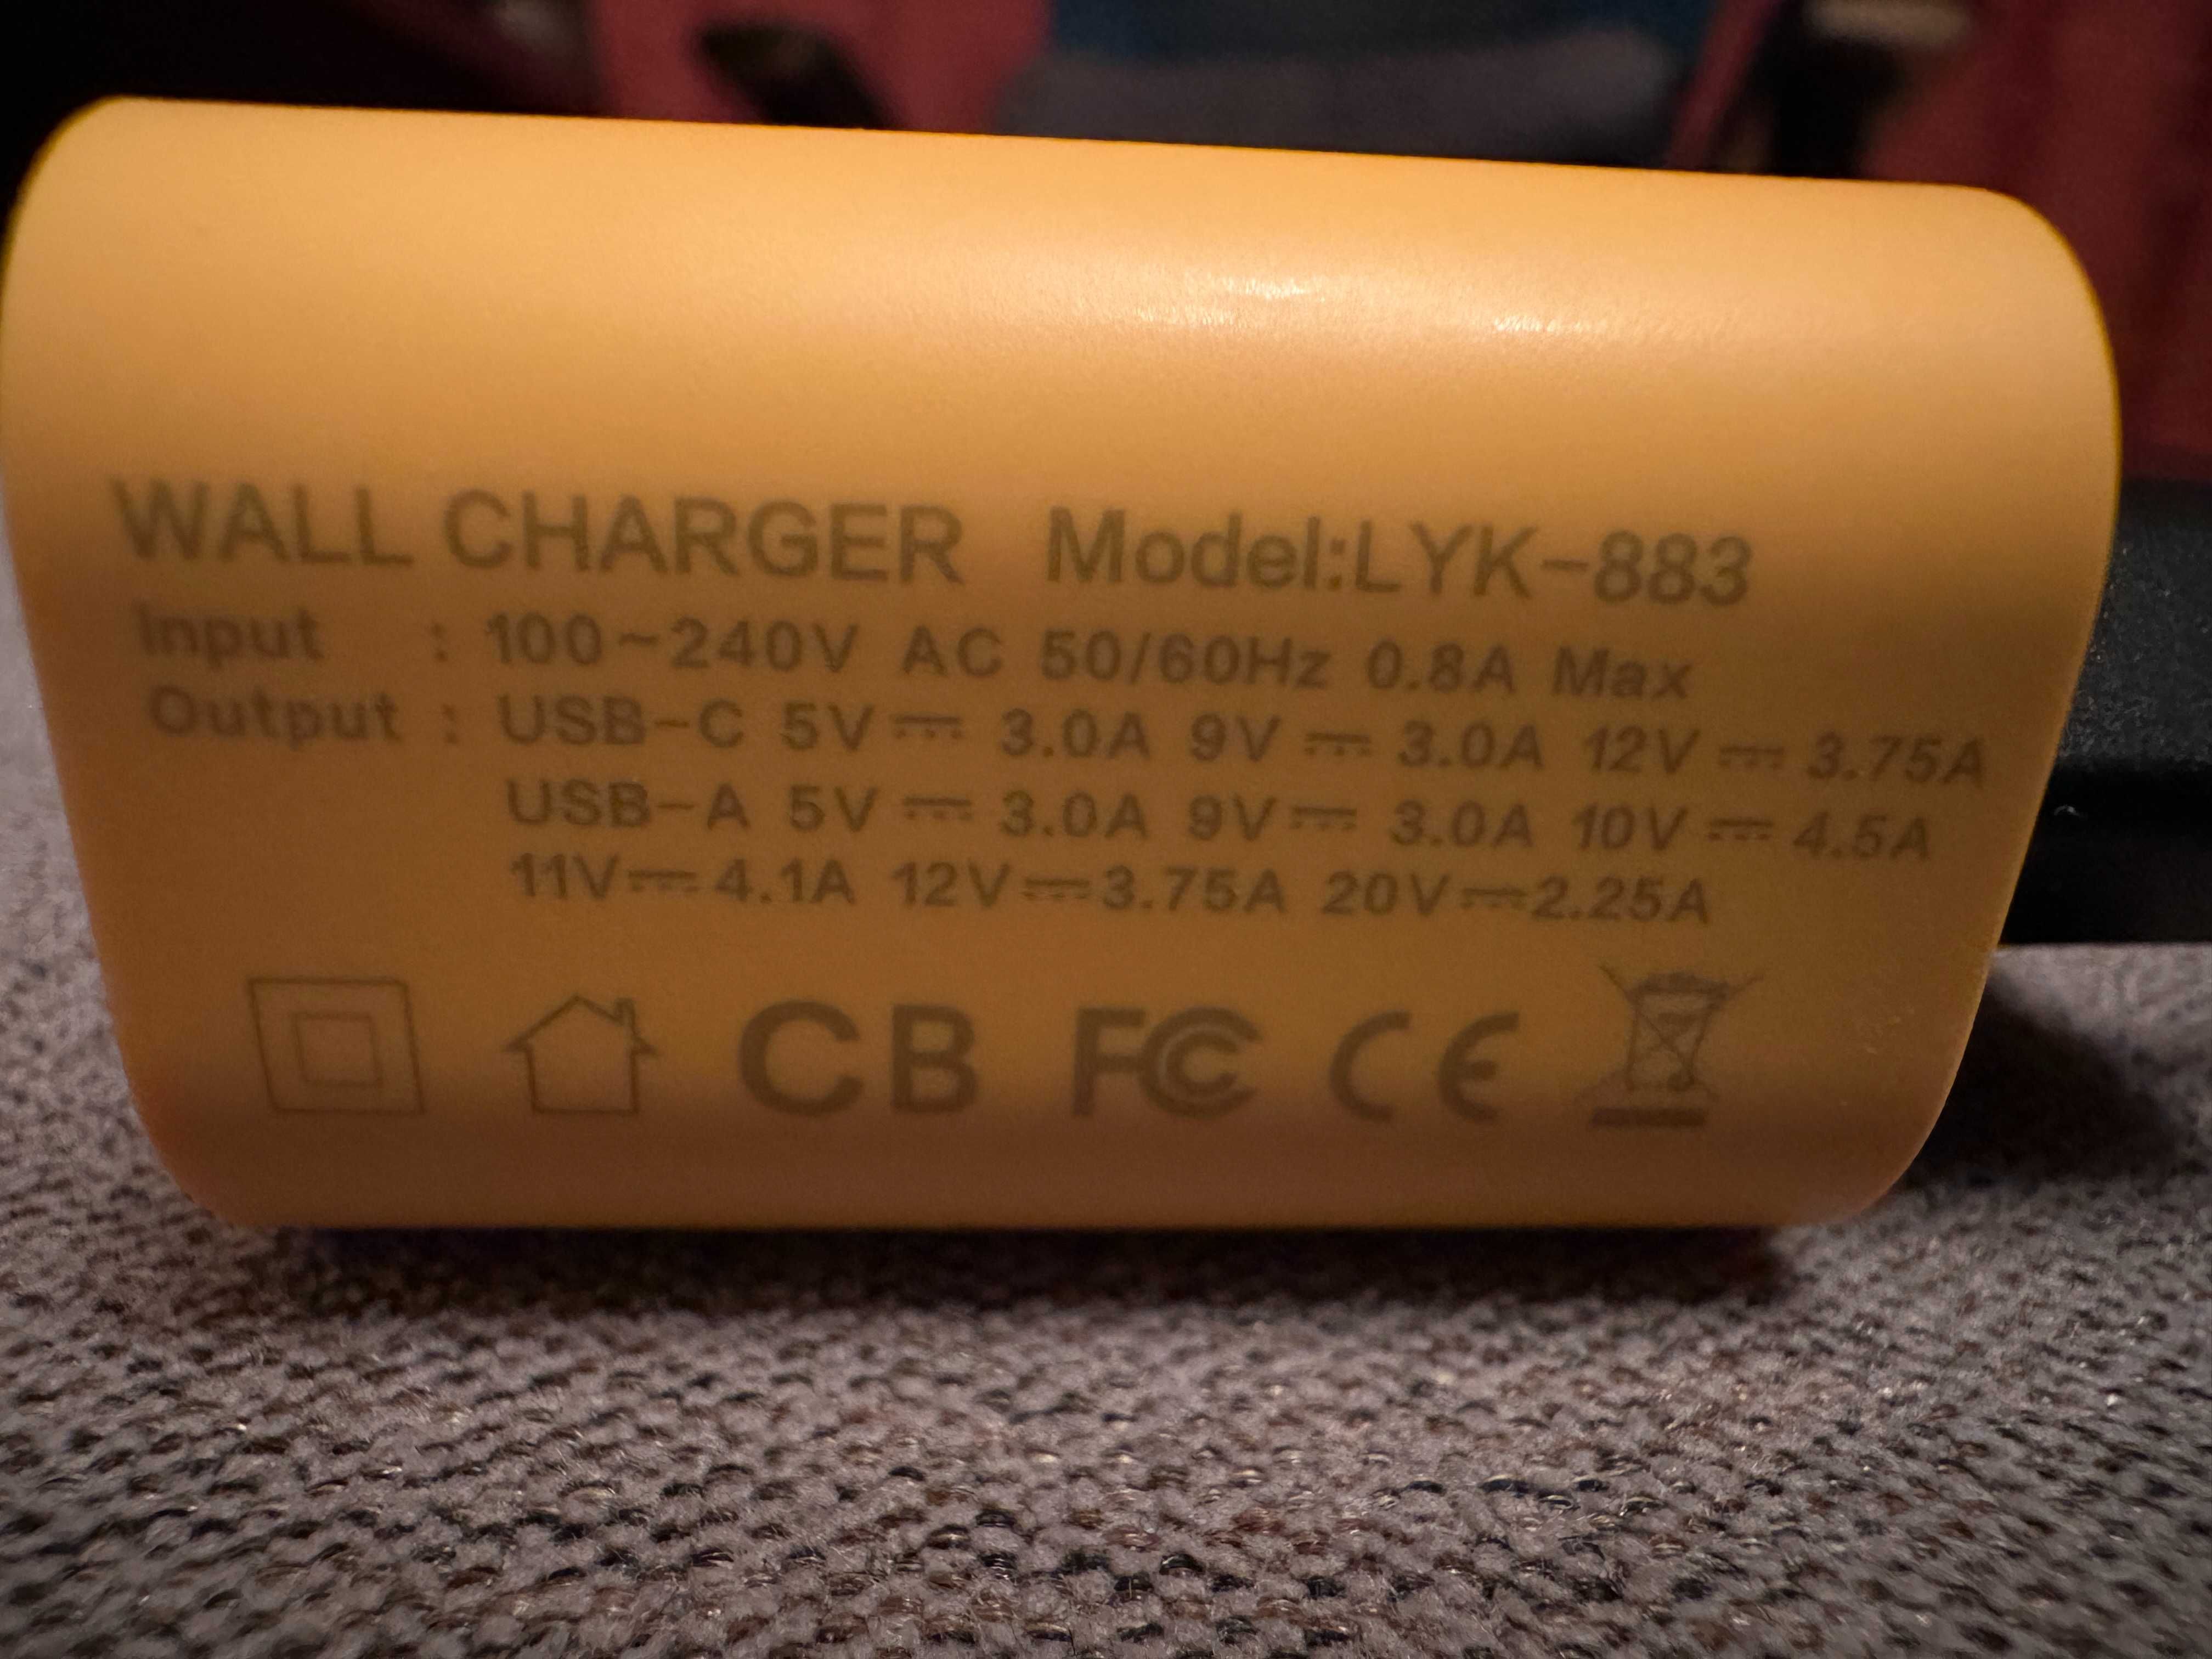 WALL CHARGER Model:LYK-883
Input : 100~240V AC 50/60Hz 0.8A Max
Output : USB-C 5V⎓3.0A 9V⎓3.0A 12V⎓3.75A
USB-A 5V⎓3.0A 9V⎓3.0A 10V⎓4.5A
11V⎓4.1A 12V⎓3.75A 20V⎓2.25A
CB FC CE